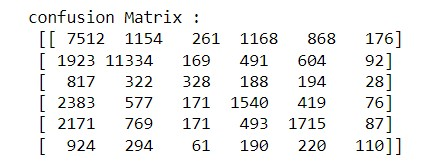 confusion Matrix :
[[ 7512 1154 261 1168 868 176]
[ 1923 11334 169 491 604 92]
[ 817 322 328 188 194 28]
[ 2383 577 171 1540 419 76]
[ 2171 769 171 493 1715 87]
[ 924 294 61 190 220 110]]